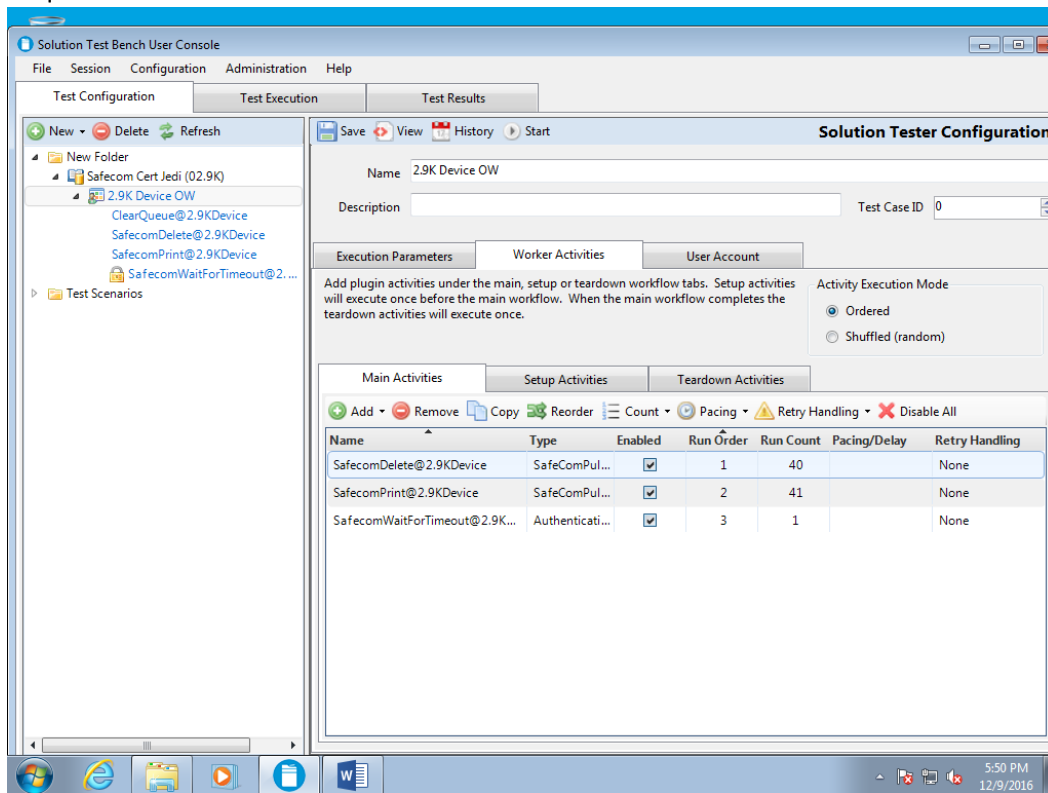 Solution Test Bench User Console
File Session Configuration Administration Help
Test Configuration Test Execution Test Results
New Delete Refresh
Save View History Start Solution Tester Configuration
New Folder
Safecom Cert Jedi (02.9K)
2.9K Device OW
ClearQueue@2.9KDevice
SafecomDelete@2.9KDevice
SafecomPrint@2.9KDevice
SafecomWaitForTimeout@2....
Test Scenarios
Name 2.9K Device OW
Description Test Case ID 0
Execution Parameters Worker Activities User Account
Add plugin activities under the main, setup or teardown workflow tabs. Setup activities
will execute once before the main workflow. When the main workflow completes the
teardown activities will execute once.
Activity Execution Mode
Ordered
Shuffled (random)
Main Activities Setup Activities Teardown Activities
Add Remove Copy Reorder Count Pacing Retry Handling Disable All
Name Type Enabled Run Order Run Count Pacing/Delay Retry Handling
SafecomDelete@2.9KDevice SafeComPul... 1 40 None
SafecomPrint@2.9KDevice SafeComPul... 2 41 None
SafecomWaitForTimeout@2.9K... Authenticati... 3 1 None
W
5:50 PM
12/9/2016